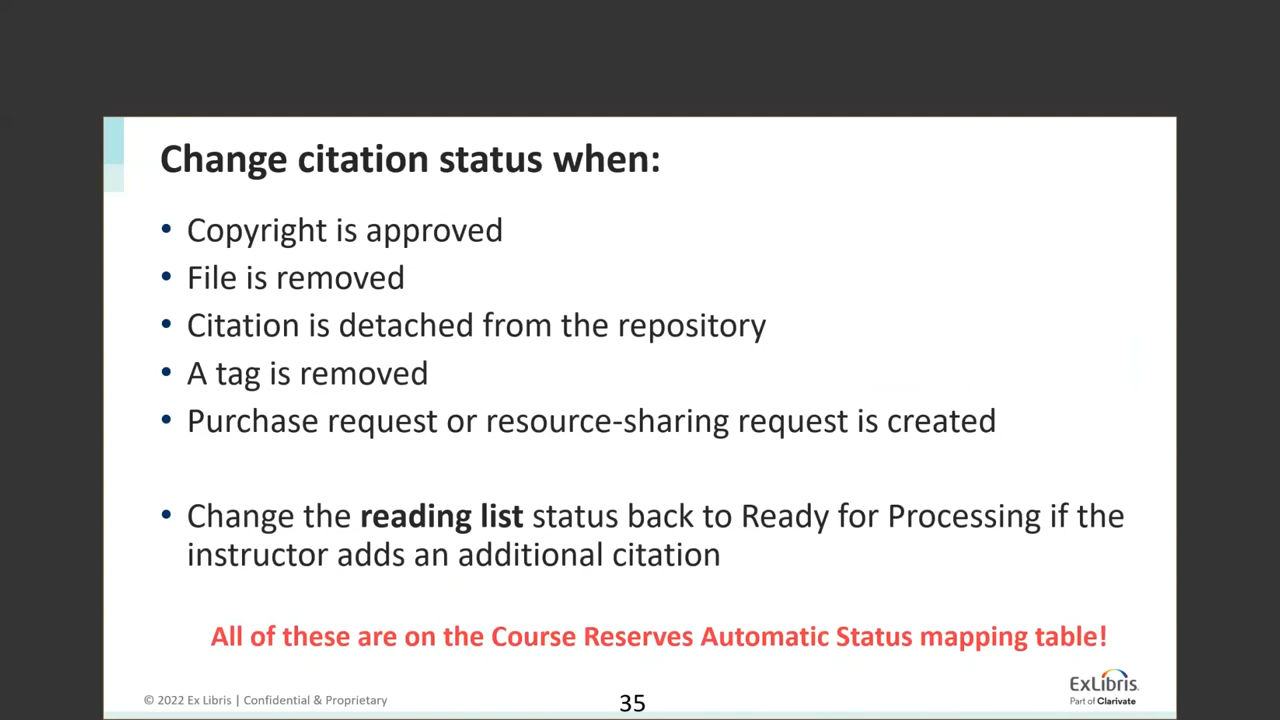 Change citation status when:
• Copyright is approved
• File is removed
• Citation is detached from the repository
• A tag is removed
• Purchase request or resource-sharing request is created
• Change the reading list status back to Ready for Processing if the
instructor adds an additional citation
All of these are on the Course Reserves Automatic Status mapping table!
© 2022 Ex Libris | Confidential & Proprietary
35
ExLibris
Part of Clarivate